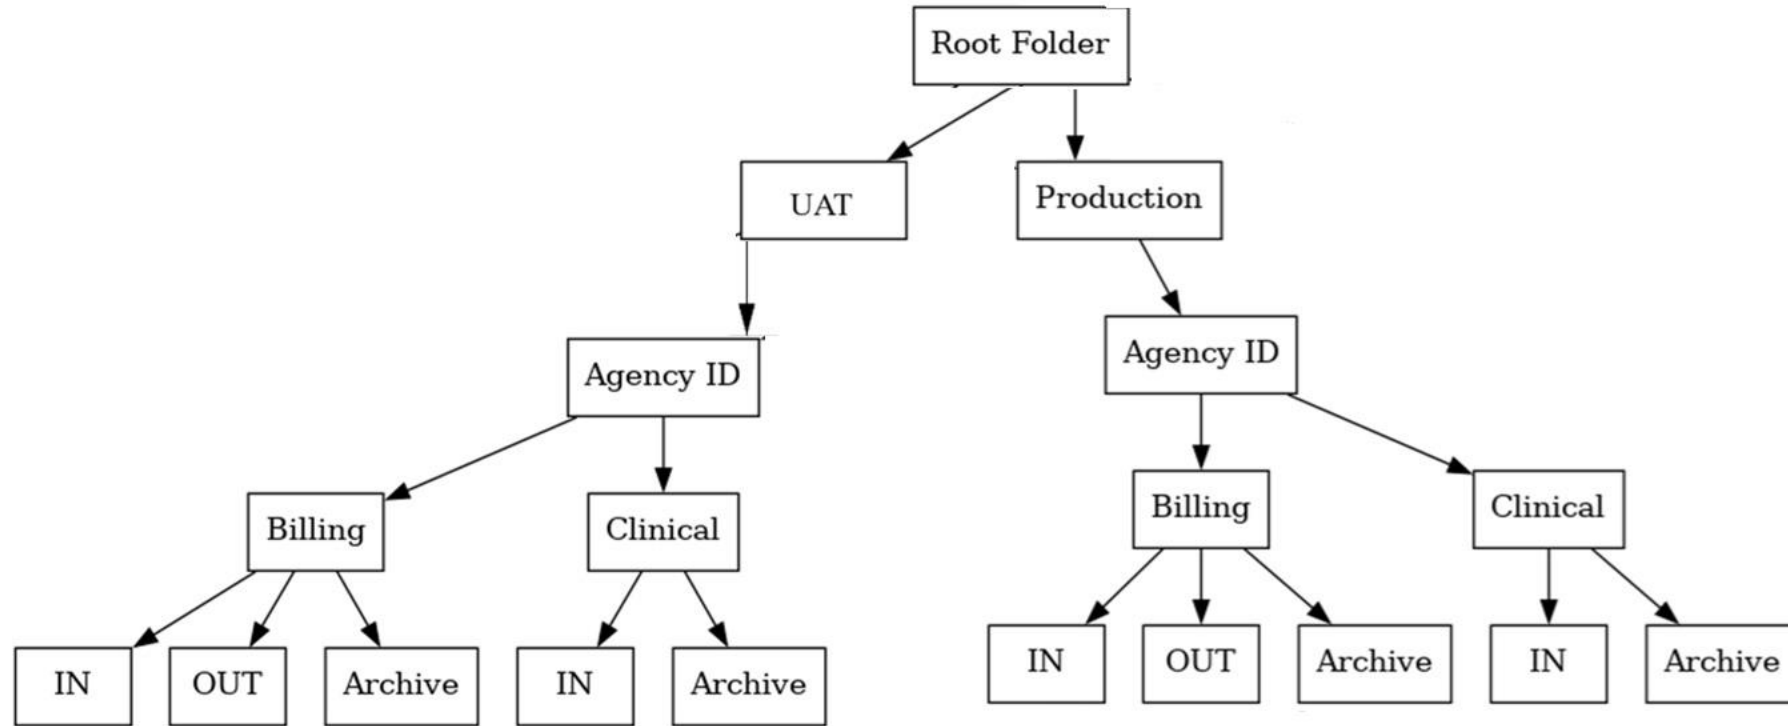 Root Folder
UAT
Production
Agency ID
Agency ID
Billing
Clinical
Billing
Clinical
IN
OUT
Archive
IN
Archive
IN
OUT
Archive
IN
Archive